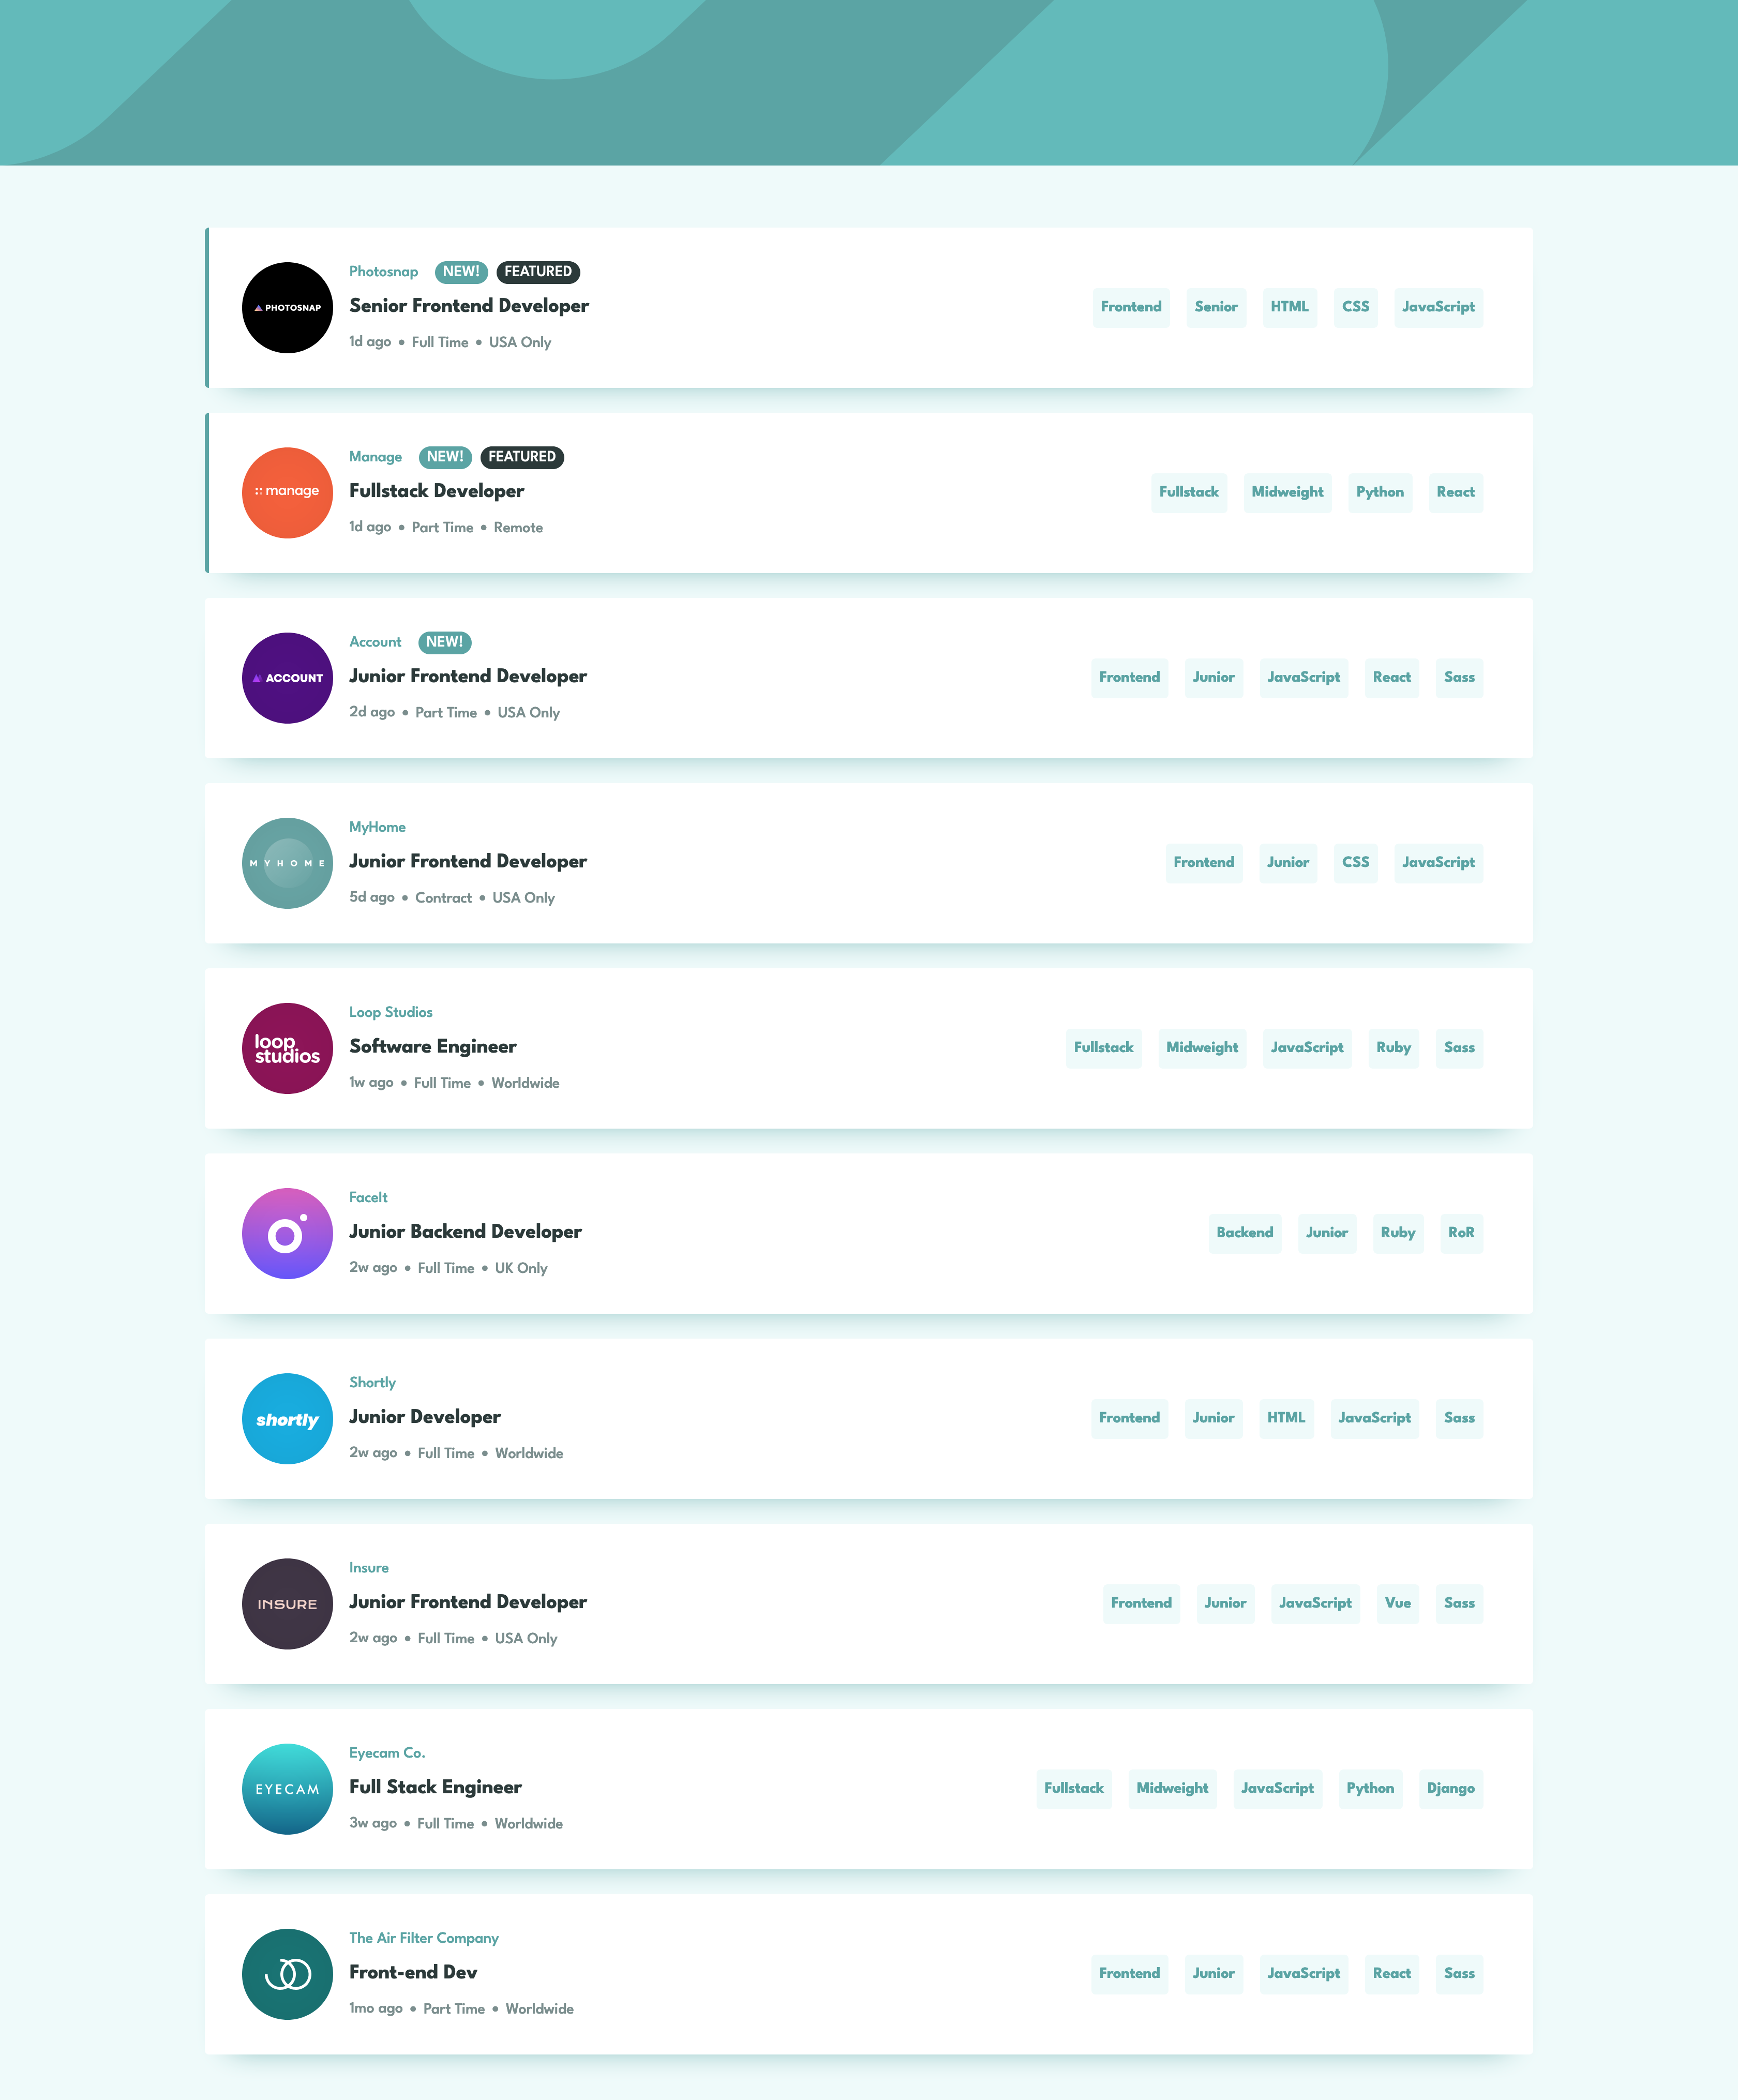 PHOTOSNAP
Photosnap NEW! FEATURED
Senior Frontend Developer
1d ago • Full Time • USA Only
Frontend Senior HTML CSS JavaScript
manage
Manage NEW! FEATURED
Fullstack Developer
1d ago • Part Time • Remote
Fullstack Midweight Python React
ACCOUNT
Account NEW!
Junior Frontend Developer
2d ago • Part Time • USA Only
Frontend Junior JavaScript React Sass
MYHOME
MyHome
Junior Frontend Developer
5d ago • Contract • USA Only
Frontend Junior CSS JavaScript
loop
studios
Loop Studios
Software Engineer
1w ago • Full Time • Worldwide
Fullstack Midweight JavaScript Ruby Sass
FaceIt
Junior Backend Developer
2w ago • Full Time • UK Only
Backend Junior Ruby RoR
shortly
Shortly
Junior Developer
2w ago • Full Time • Worldwide
Frontend Junior HTML JavaScript Sass
INSURE
Insure
Junior Frontend Developer
2w ago • Full Time • USA Only
Frontend Junior JavaScript Vue Sass
EYECAM
Eyecam Co.
Full Stack Engineer
3w ago • Full Time • Worldwide
Fullstack Midweight JavaScript Python Django
The Air Filter Company
Front-end Dev
1mo ago • Part Time • Worldwide
Frontend Junior JavaScript React Sass